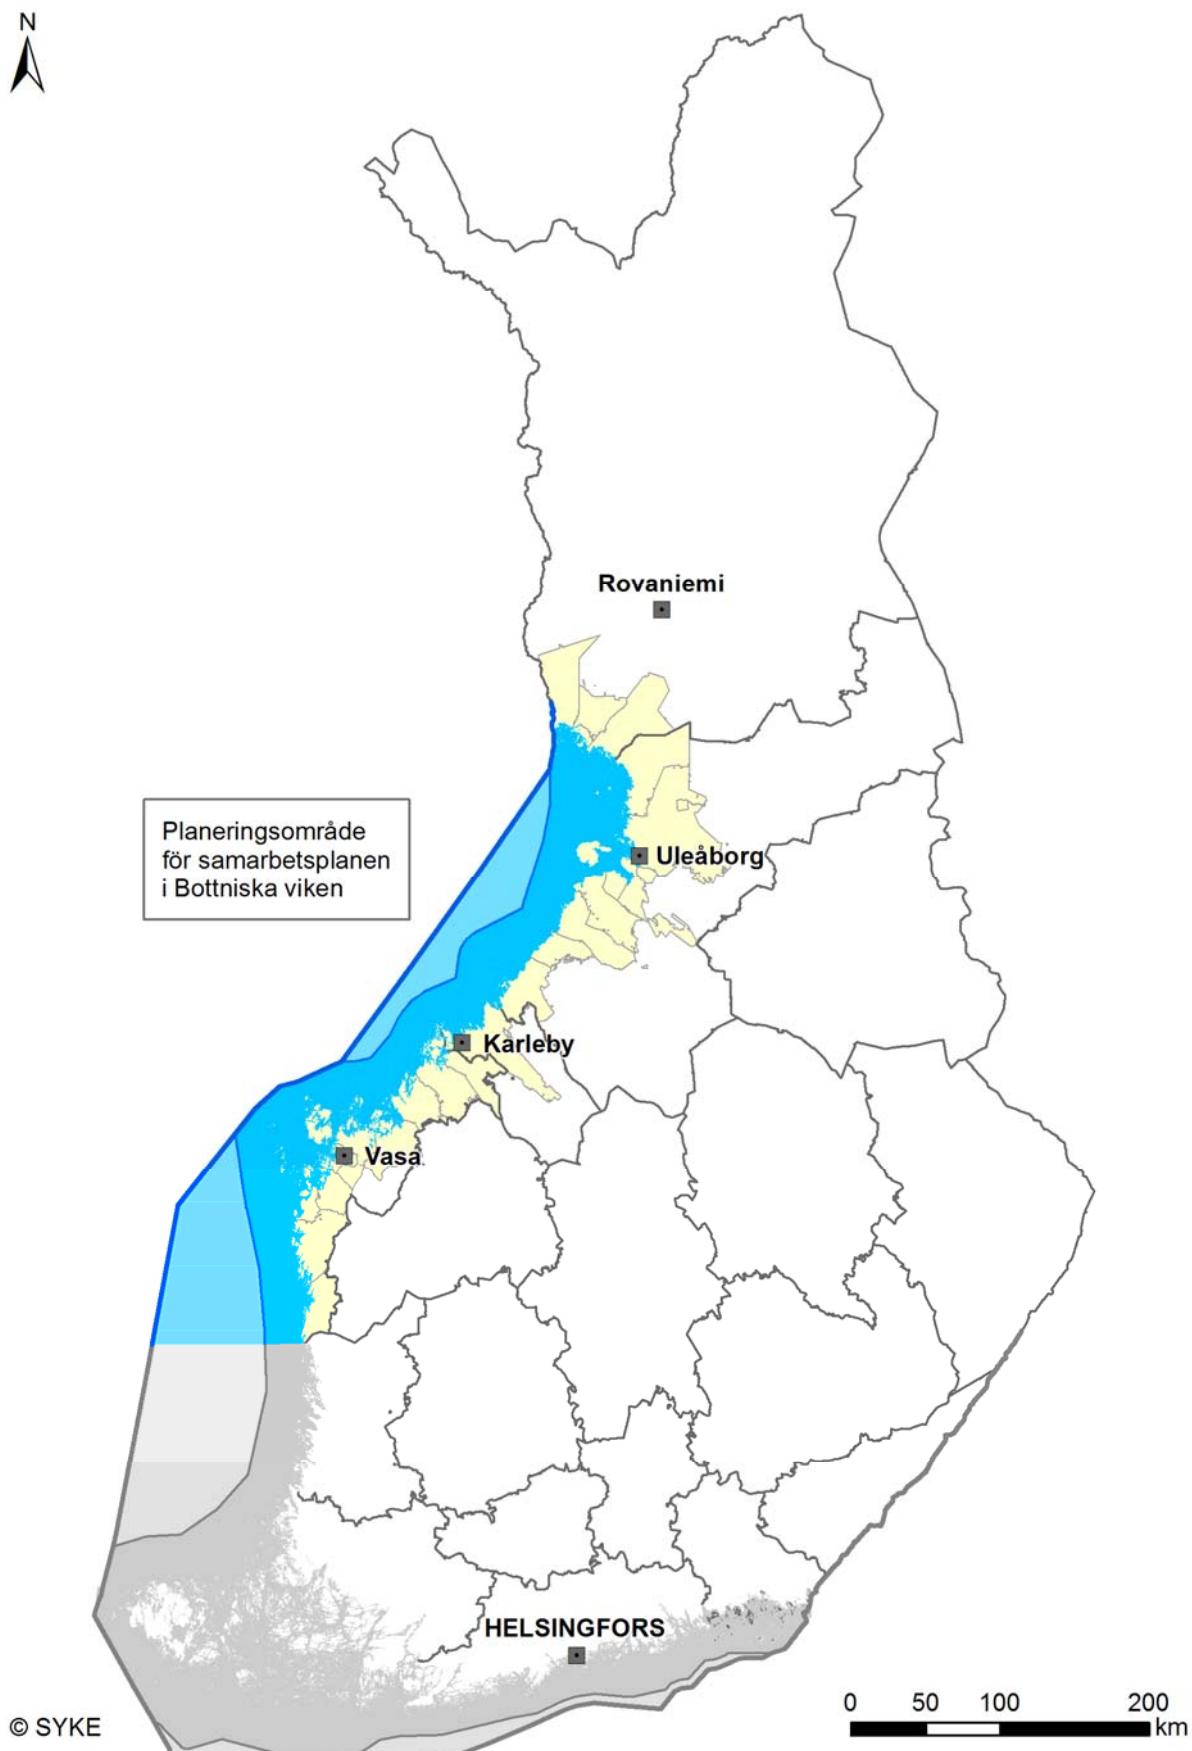 N
Rovaniemi
Planeringsområde
för samarbetsplanen
i Bottniska viken
Uleåborg
Karleby
Vasa
HELSINGFORS
0 50 100 200
km
© SYKE